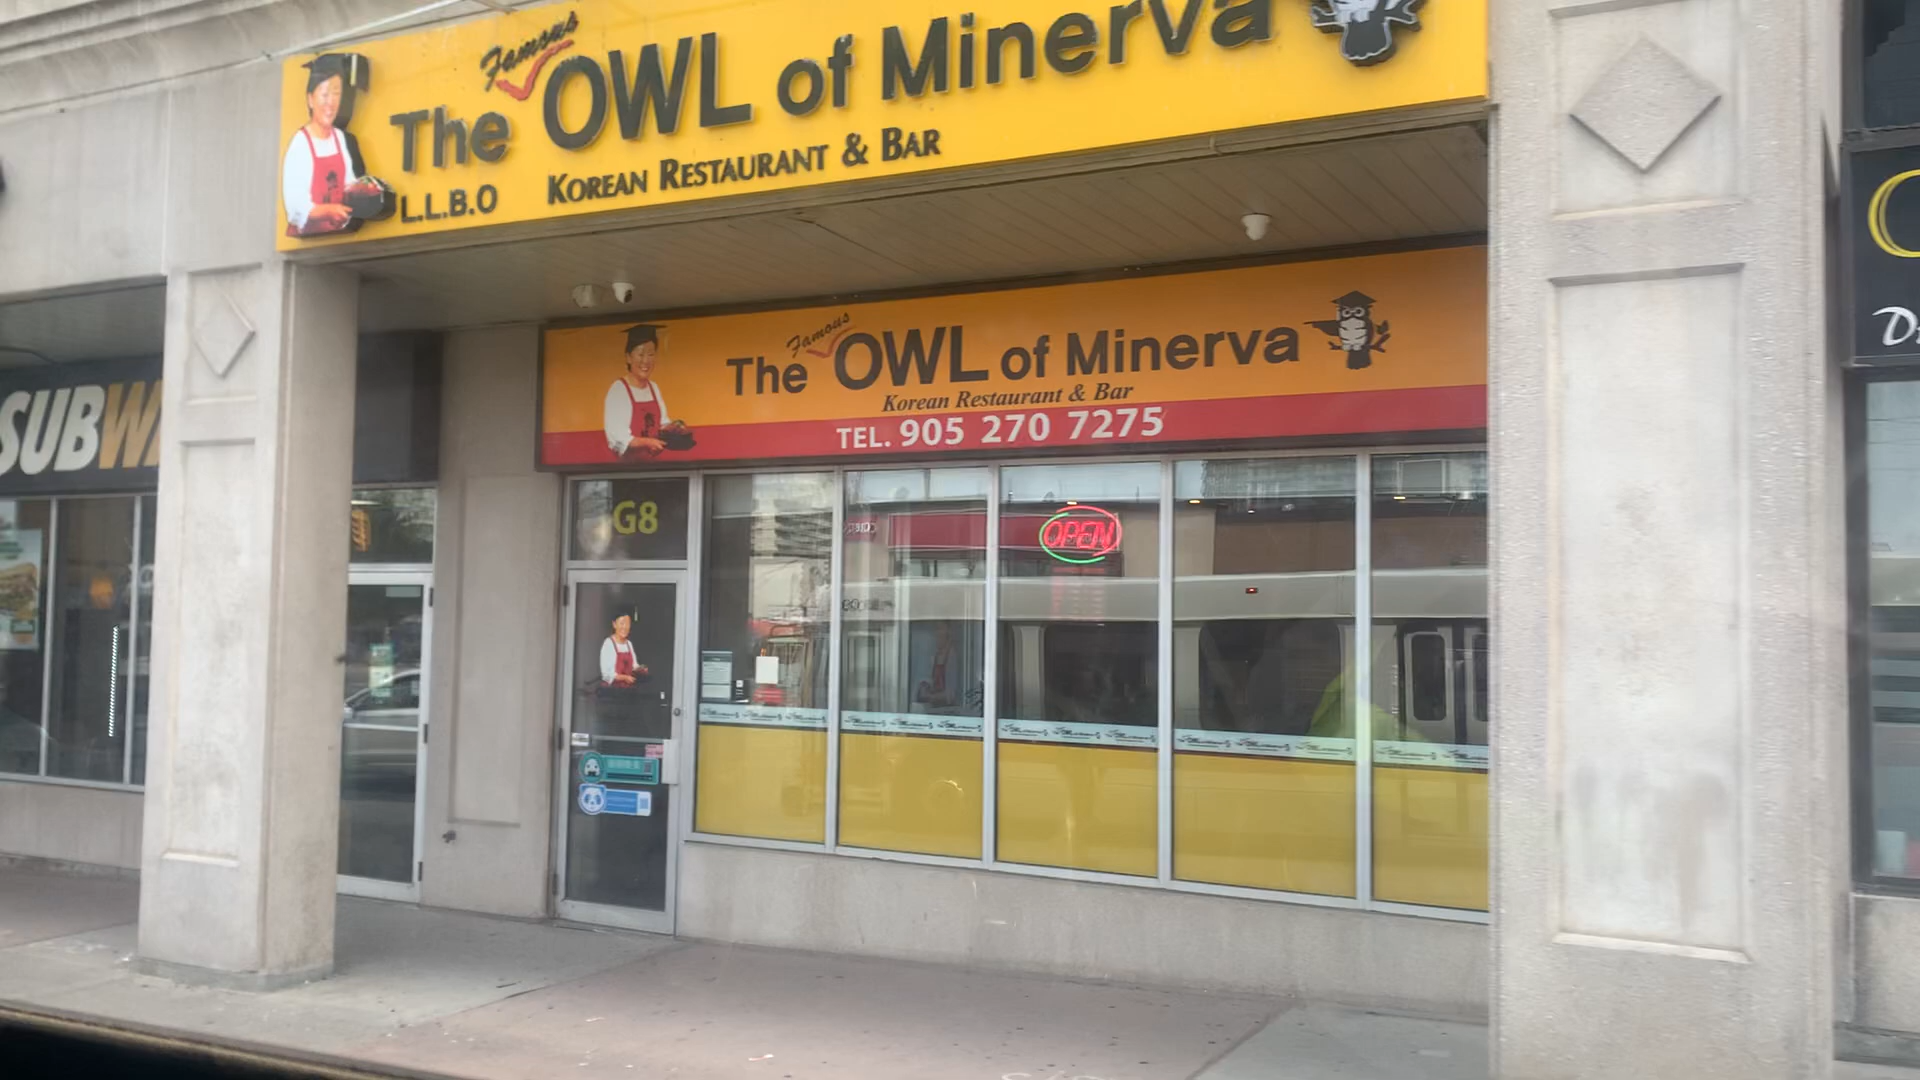 Famous
The OWL of Minerva
L.L.B.O KOREAN RESTAURANT & BAR
SUBW
Famous
The OWL of Minerva
Korean Restaurant & Bar
TEL. 905 270 7275
G8
OPEN